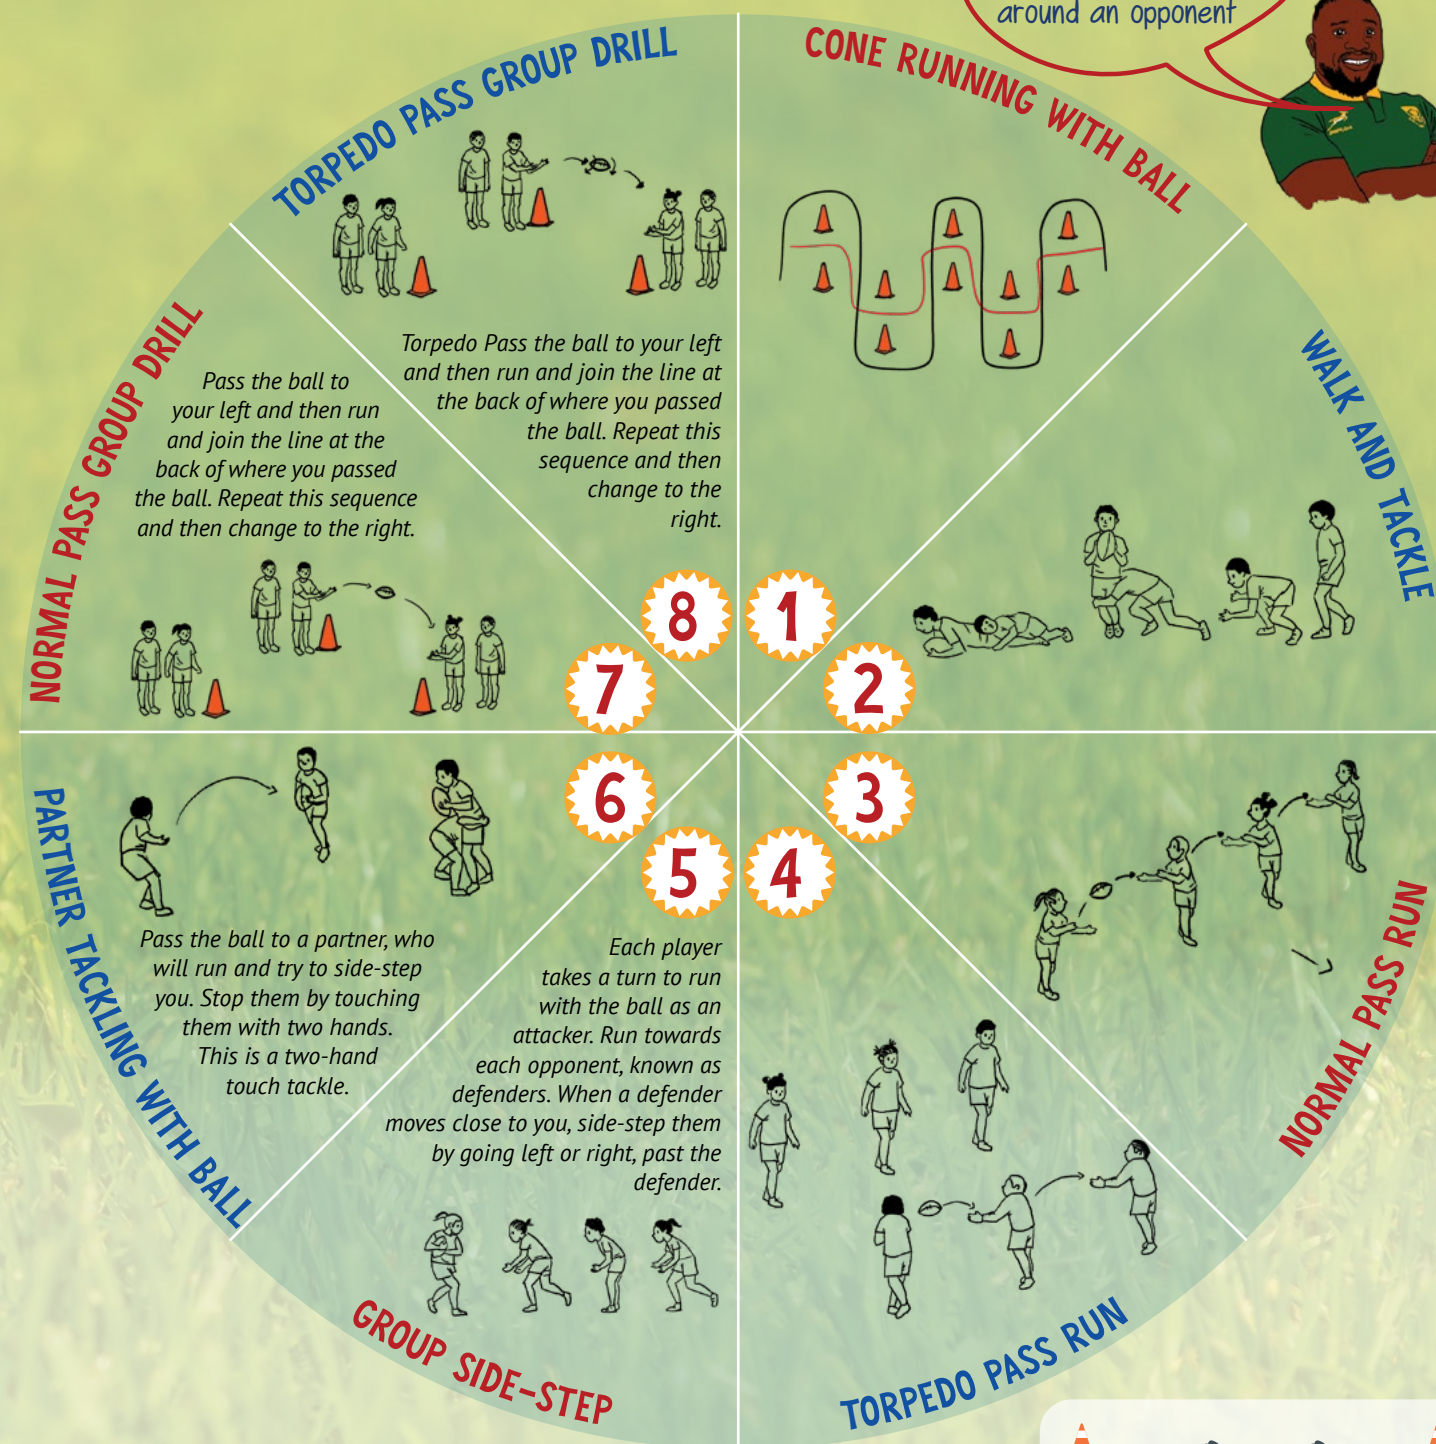 around an opponent
CONE RUNNING WITH BALL
1
WALK AND TACKLE
2
3
NORMAL PASS RUN
4
TORPEDO PASS RUN
5
Each player
takes a turn to run
with the ball as an
attacker. Run towards
each opponent, known as
defenders. When a defender
moves close to you, side-step them
by going left or right, past the
defender.
GROUP SIDE-STEP
6
PARTNER TACKLING WITH BALL
Pass the ball to a partner, who
will run and try to side-step
you. Stop them by touching
them with two hands.
This is a two-hand
touch tackle.
7
NORMAL PASS GROUP DRILL
Pass the ball to
your left and then run
and join the line at the
back of where you passed
the ball. Repeat this sequence
and then change to the right.
8
TORPEDO PASS GROUP DRILL
Torpedo Pass the ball to your left
and then run and join the line at
the back of where you passed
the ball. Repeat this
sequence and then
change to the
right.